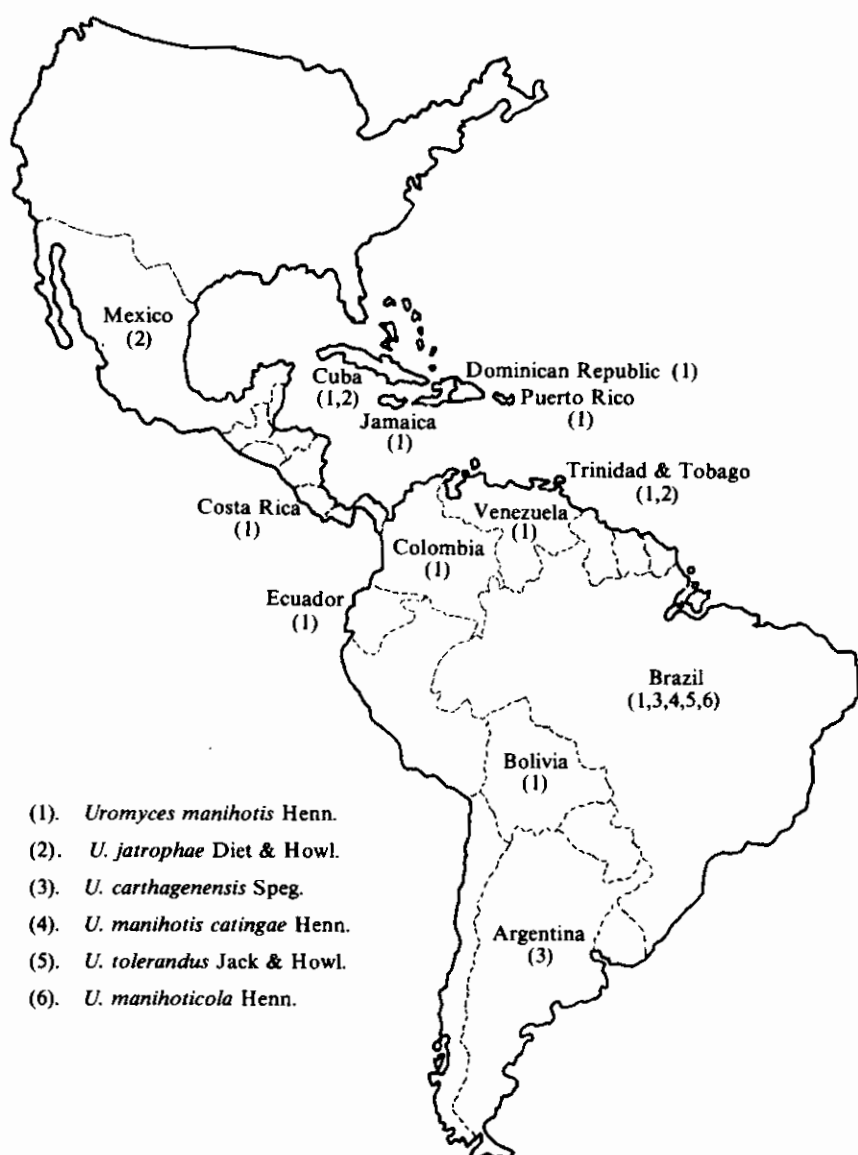 Mexico
(2)
Cuba
(1,2)
Dominican Republic (1)
Puerto Rico
(1)
Jamaica
(1)
Trinidad & Tobago
(1,2)
Costa Rica
(1)
Venezuela
(1)
Colombia
(1)
Ecuador
(1)
Brazil
(1,3,4,5,6)
Bolivia
(1)
Argentina
(3)
(1). Uromyces manihotis Henn.
(2). U. jatrophae Diet & Howl.
(3). U. carthagenensis Speg.
(4). U. manihotis catingae Henn.
(5). U. tolerandus Jack & Howl.
(6). U. manihoticola Henn.